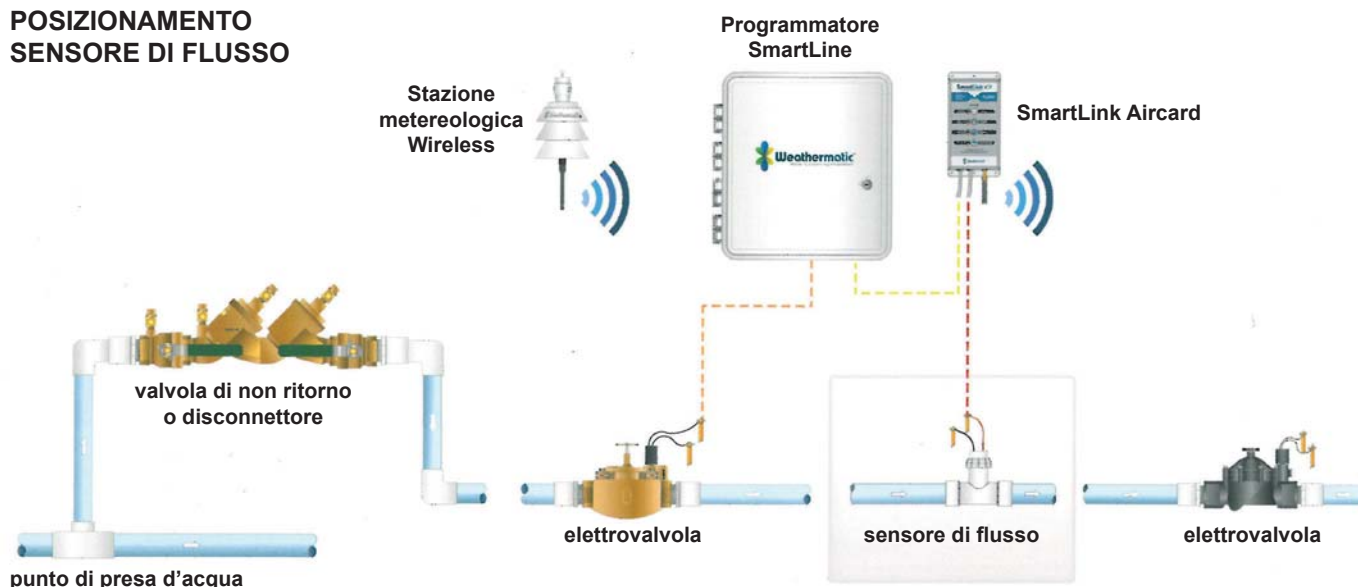 POSIZIONAMENTO
SENSORE DI FLUSSO
Programmatore
SmartLine
Stazione
metereologica
Wireless
SmartLink Aircard
Weathermatic
valvola di non ritorno
o disconnettore
elettrovalvola
sensore di flusso
elettrovalvola
punto di presa d'acqua